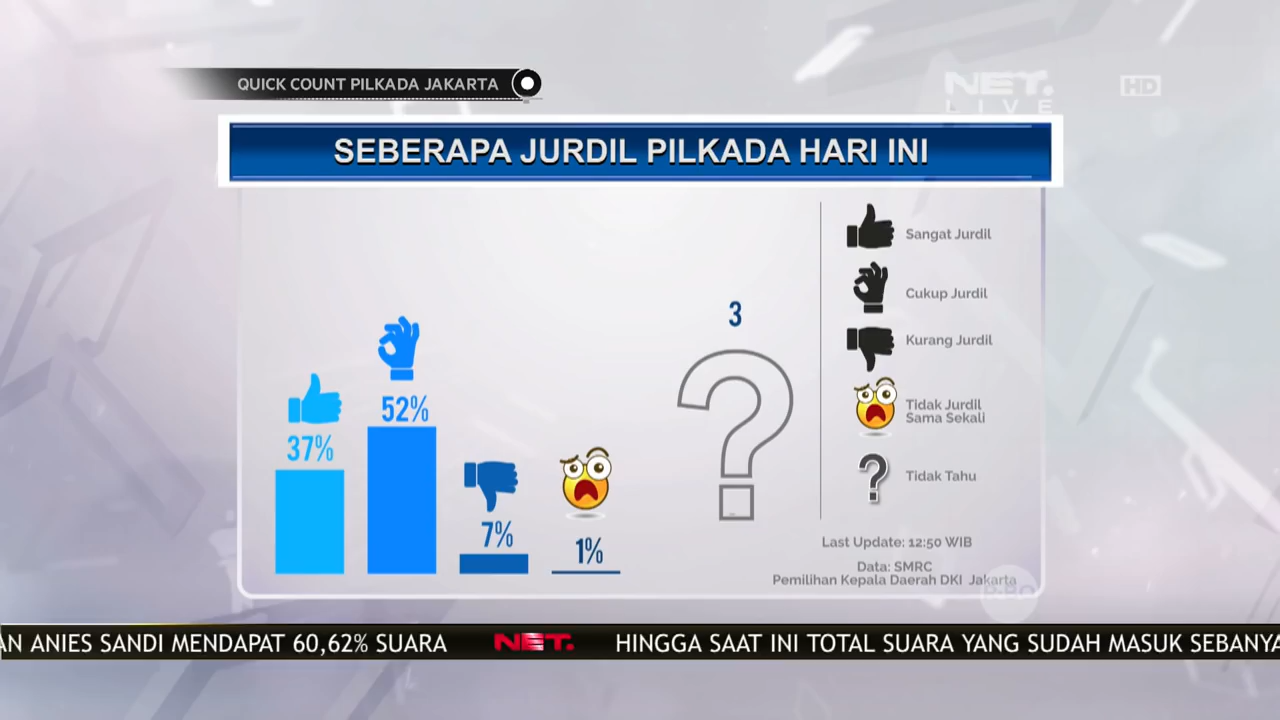 QUICK COUNT PILKADA JAKARTA
NET.
LIVE
HD
SEBERAPA JURDIL PILKADA HARI INI
37%
52%
7%
1%
3
Sangat Jurdil
Cukup Jurdil
Kurang Jurdil
Tidak Jurdil
Sama Sekali
Tidak Tahu
Last Update: 12:50 WIB
Data: SMRC
Pemilihan Kepala Daerah DKI Jakarta
AN ANIES SANDI MENDAPAT 60,62% SUARA NET. HINGGA SAAT INI TOTAL SUARA YANG SUDAH MASUK SEBANYA